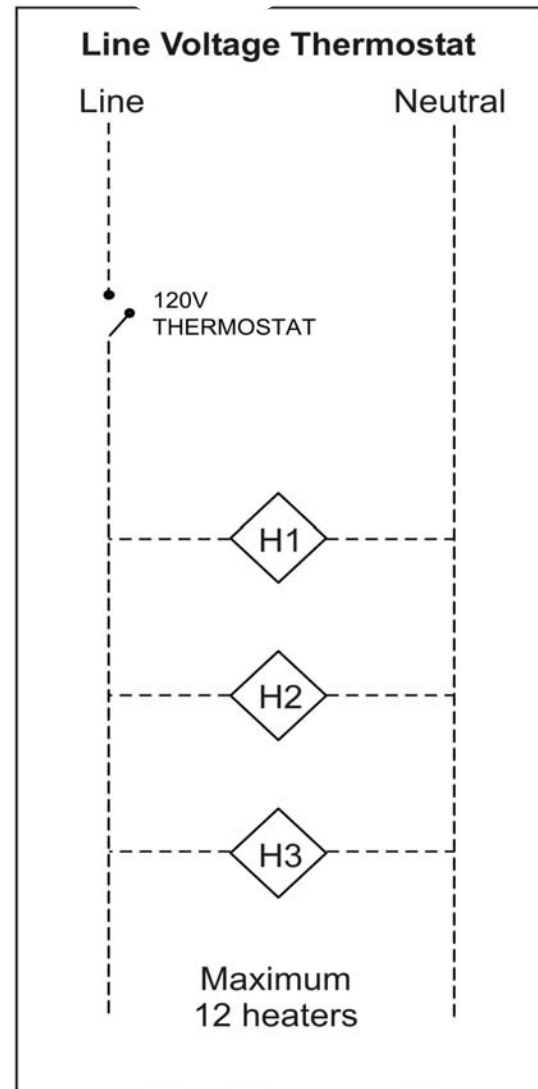 Line Voltage Thermostat
Line
Neutral
120V
THERMOSTAT
H1
H2
H3
Maximum
12 heaters